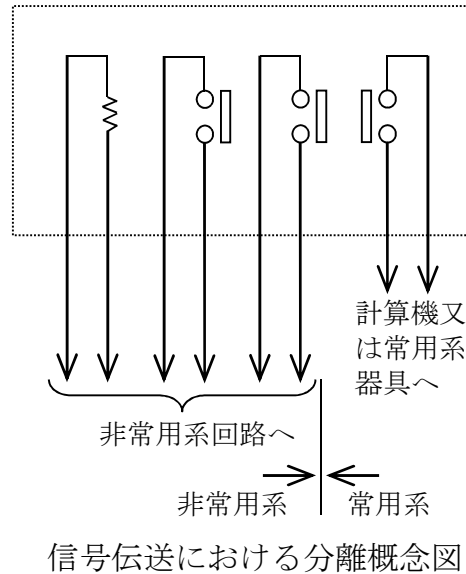 計算機又
は常用系
器具へ
非常用系回路へ
非常用系
常用系
信号伝送における分離概念図